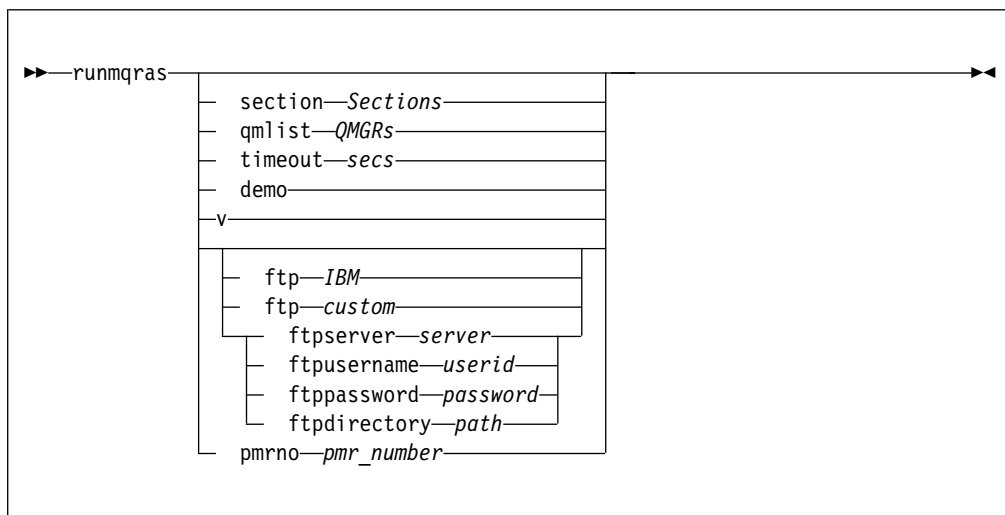 runmqras
section Sections
qmlist QMGRs
timeout secs
demo
v
ftp IBM
ftp custom
ftpserver server
ftpusername userid
ftppassword password
ftpdirectory path
pmrno pmr_number